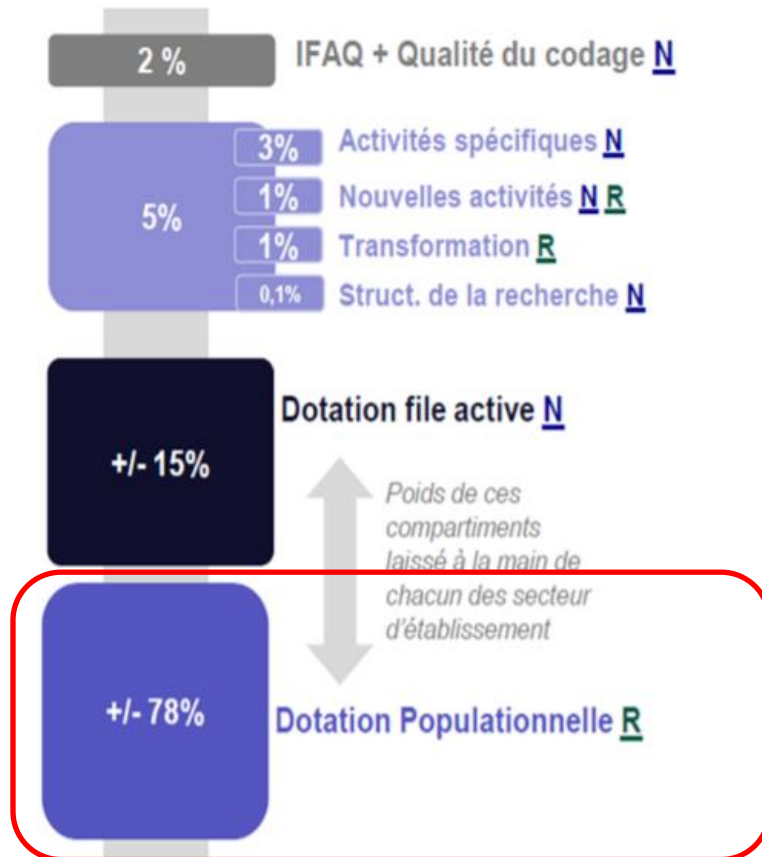 2 %
IFAQ + Qualité du codage N
5%
3%
Activités spécifiques N
1%
Nouvelles activités N R
1%
Transformation R
0,1%
Struct. de la recherche N
Dotation file active N
+/- 15%
Poids de ces
compartiments
laissé à la main de
chacun des secteur
d'établissement
+/- 78%
Dotation Populationnelle R